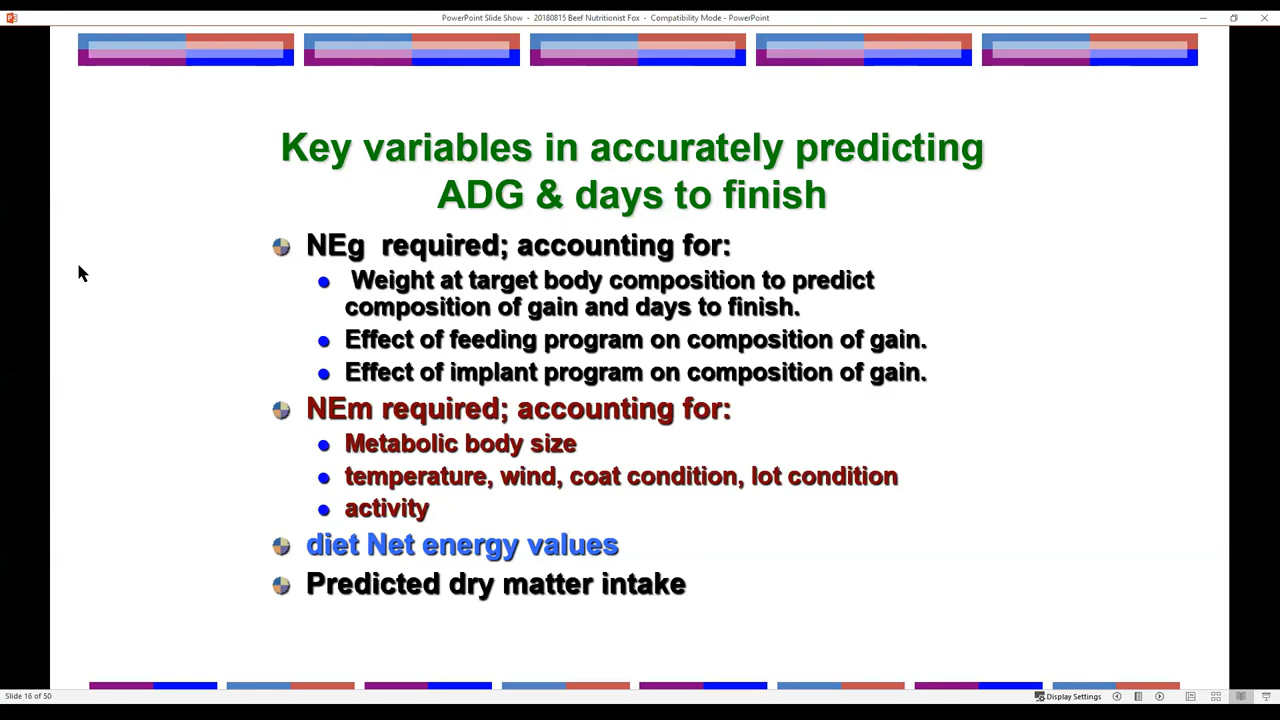 PowerPoint Slide Show - 20180815 Beef Nutritionist Fox - Compatibility Mode - PowerPoint
Key variables in accurately predicting
ADG & days to finish
NEg required; accounting for:
Weight at target body composition to predict
composition of gain and days to finish.
Effect of feeding program on composition of gain.
Effect of implant program on composition of gain.
NEm required; accounting for:
Metabolic body size
temperature, wind, coat condition, lot condition
activity
diet Net energy values
Predicted dry matter intake
Slide 16 of 50
Display Settings